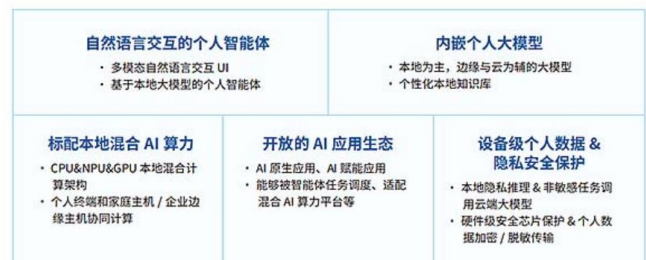 自然语言交互的个人智能体
· 多模态自然语言交互 UI
· 基于本地大模型的个人智能体
内嵌个人大模型
· 本地为主，边缘与云为辅的大模型
· 个性化本地知识库
标配本地混合 AI 算力
· CPU&NPU&GPU 本地混合计
算架构
· 个人终端和家庭主机 / 企业边
缘主机协同计算
开放的 AI 应用生态
· AI 原生应用、AI 赋能应用
· 能够被智能体任务调度、适配
混合 AI 算力平台等
设备级个人数据 &
隐私安全保护
· 本地隐私推理 & 非敏感任务调
用云端大模型
· 硬件级安全芯片保护 & 个人数
据加密 / 脱敏传输